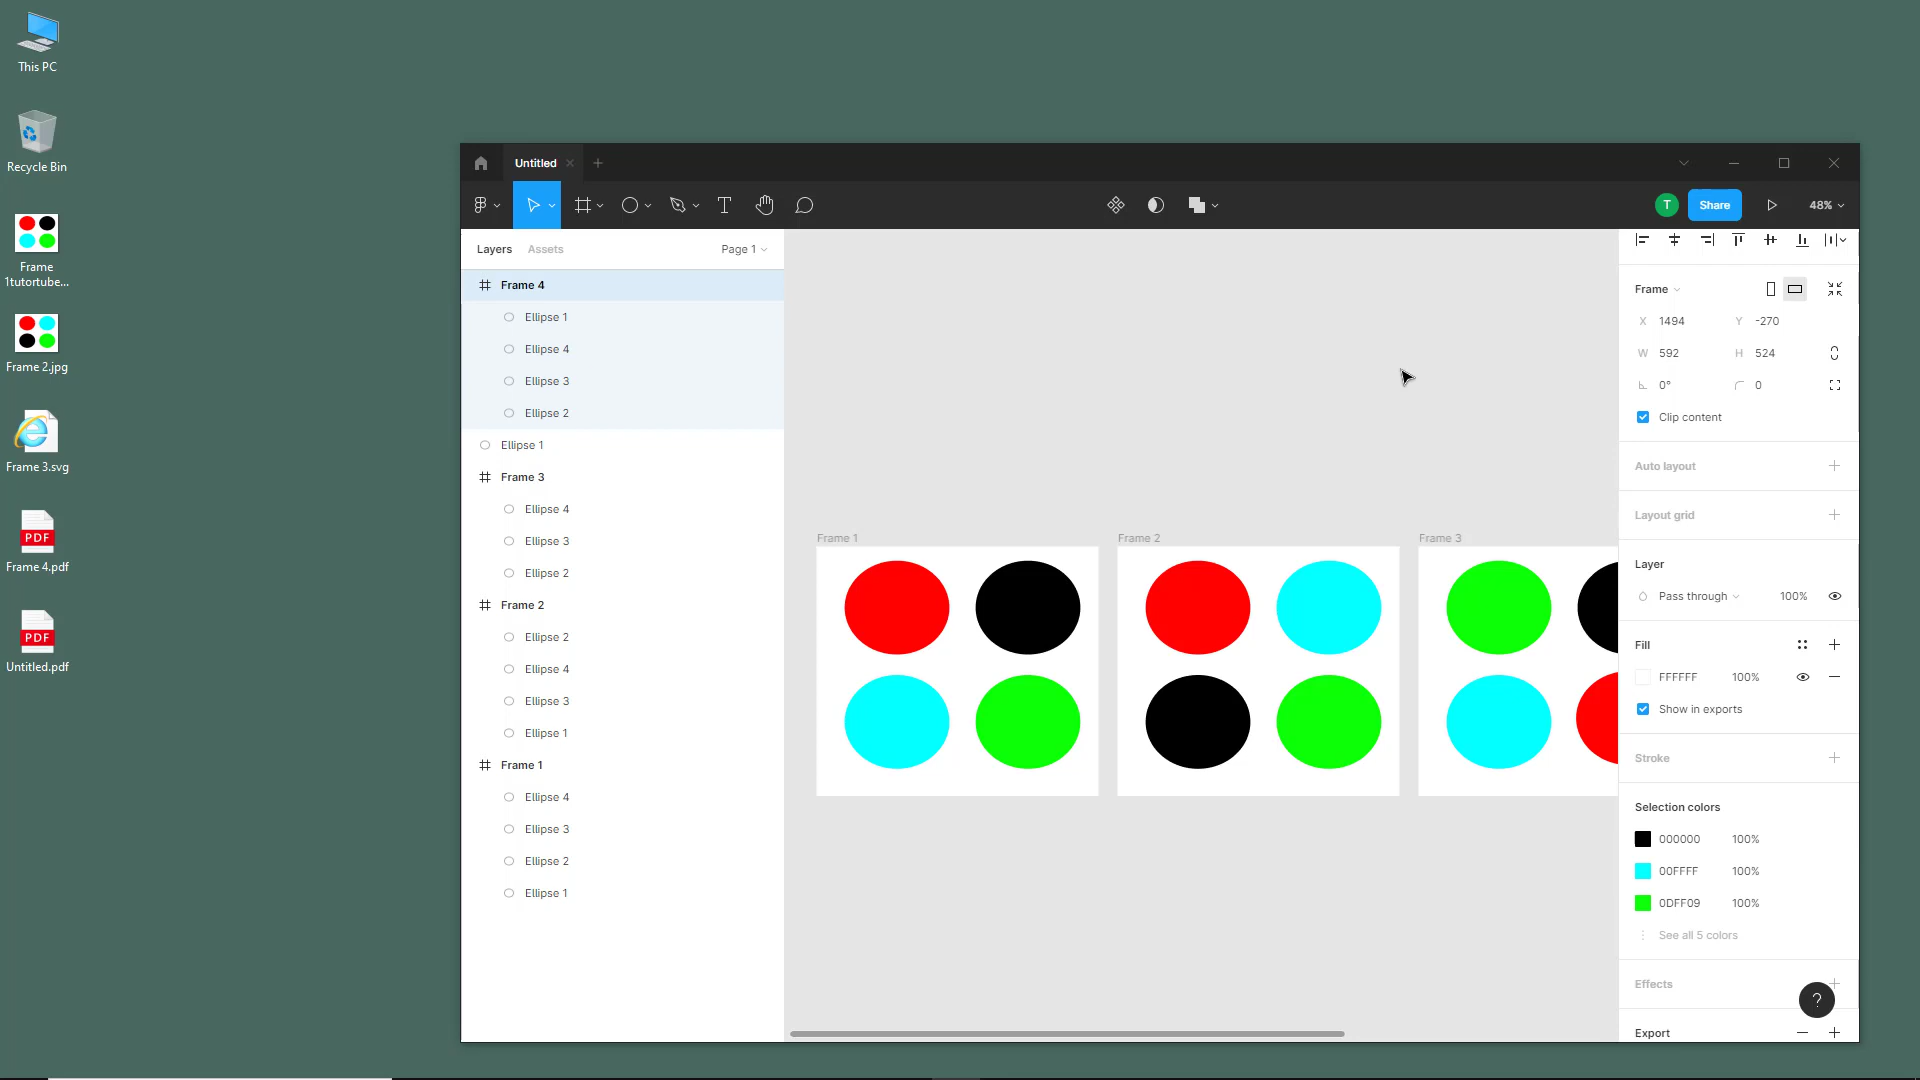 This PC
Recycle Bin
Frame
1tutortube...
Frame 2.jpg
Frame 3.svg
PDF
Frame 4.pdf
PDF
Untitled.pdf
Untitled
T
Share
48%
Layers
Assets
Page 1
Frame 4
Ellipse 1
Ellipse 4
Ellipse 3
Ellipse 2
Ellipse 1
Frame 3
Ellipse 4
Ellipse 3
Ellipse 2
Frame 2
Ellipse 2
Ellipse 4
Ellipse 3
Ellipse 1
Frame 1
Ellipse 4
Ellipse 3
Ellipse 2
Ellipse 1
Frame 1
Frame 2
Frame 3
Frame
X 1494 Y -270
W 592 H 524
0° 0
Clip content
Auto layout
Layout grid
Layer
Pass through 100%
Fill
FFFFFF 100%
Show in exports
Stroke
Selection colors
000000 100%
00FFFF 100%
0DFF09 100%
See all 5 colors
Effects
?
Export